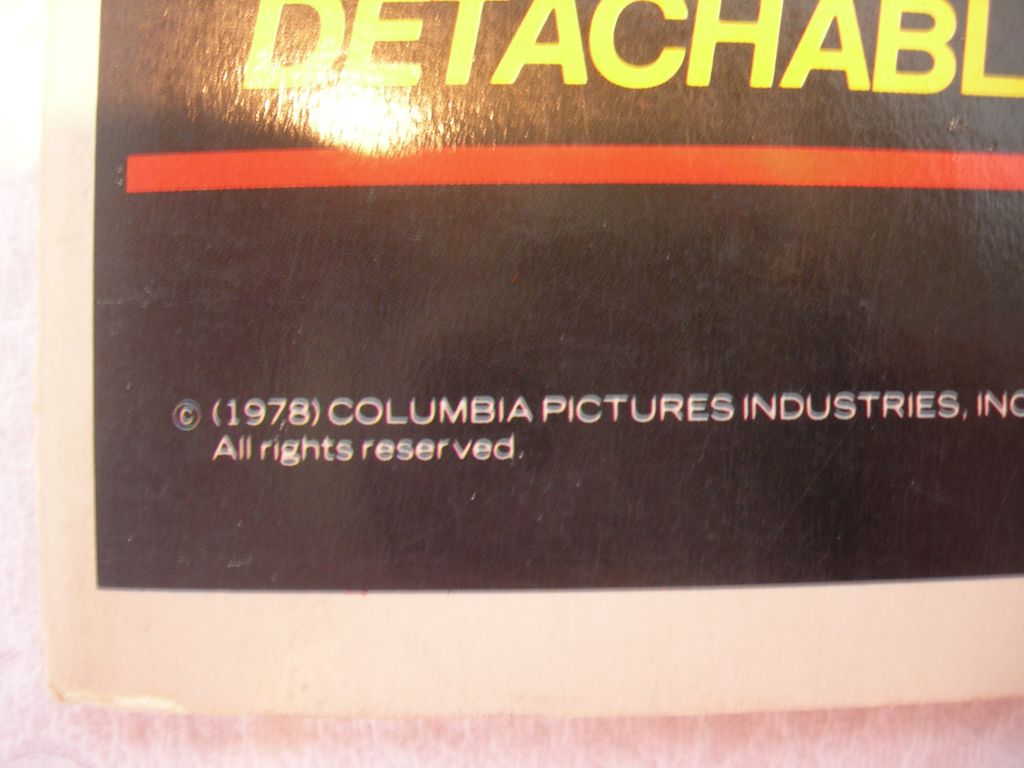 DETACHABL
© (1978) COLUMBIA PICTURES INDUSTRIES, INC
All rights reserved.